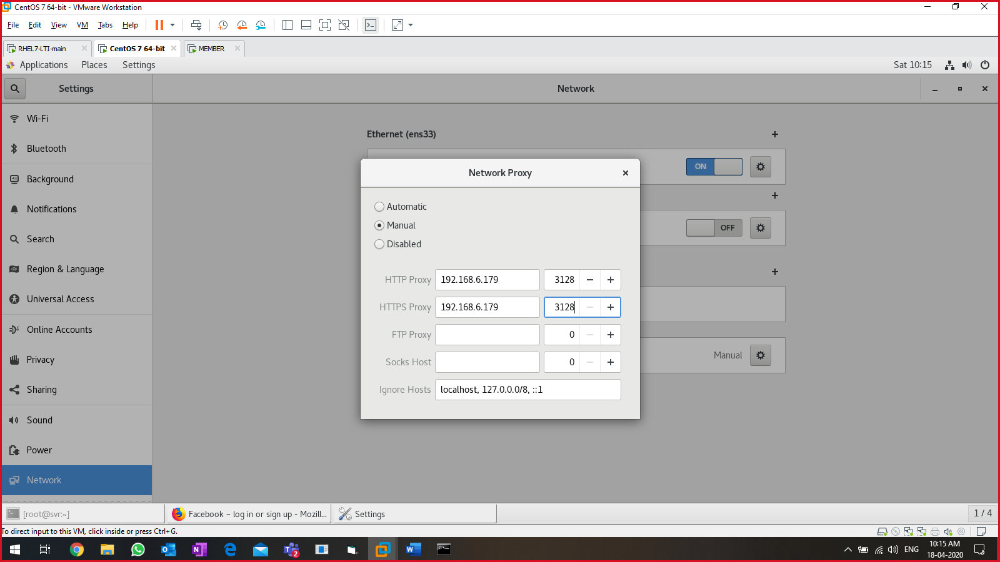 CentOS 7 64-bit - VMware Workstation
File Edit View VM Tabs Help
RHEL7-LTI-main CentOS 7 64-bit MEMBER
Applications Places Settings Sat 10:15
Settings Network
Wi-Fi
Bluetooth
Background
Notifications
Search
Region & Language
Universal Access
Online Accounts
Privacy
Sharing
Sound
Power
Network
Ethernet (ens33)
ON
OFF
Manual
Network Proxy
Automatic
Manual
Disabled
HTTP Proxy 192.168.6.179 3128
HTTPS Proxy 192.168.6.179 3128
FTP Proxy 0
Socks Host 0
Ignore Hosts localhost, 127.0.0.0/8, ::1
[root@svr:~] Facebook – log in or sign up - Mozill... Settings 1 / 4
To direct input to this VM, click inside or press Ctrl+G.
2 ENG 10:15 AM
18-04-2020